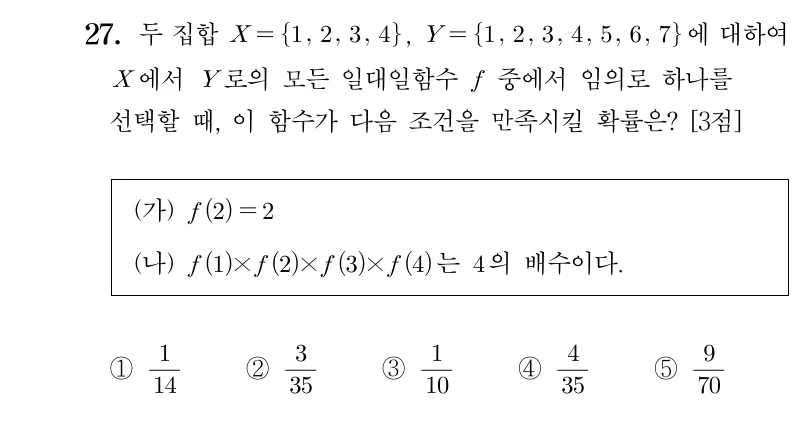 27. 두 집합 X={1, 2, 3, 4}, Y={1, 2, 3, 4, 5, 6, 7}에 대하여
X에서 Y로의 모든 일대일함수 f 중에서 임의로 하나를
선택할 때, 이 함수가 다음 조건을 만족시킬 확률은? [3점]
(가) f(2)=2
(나) f(1)×f(2)×f(3)×f(4)는 4의 배수이다.
① 1/14 ② 3/35 ③ 1/10 ④ 4/35 ⑤ 9/70